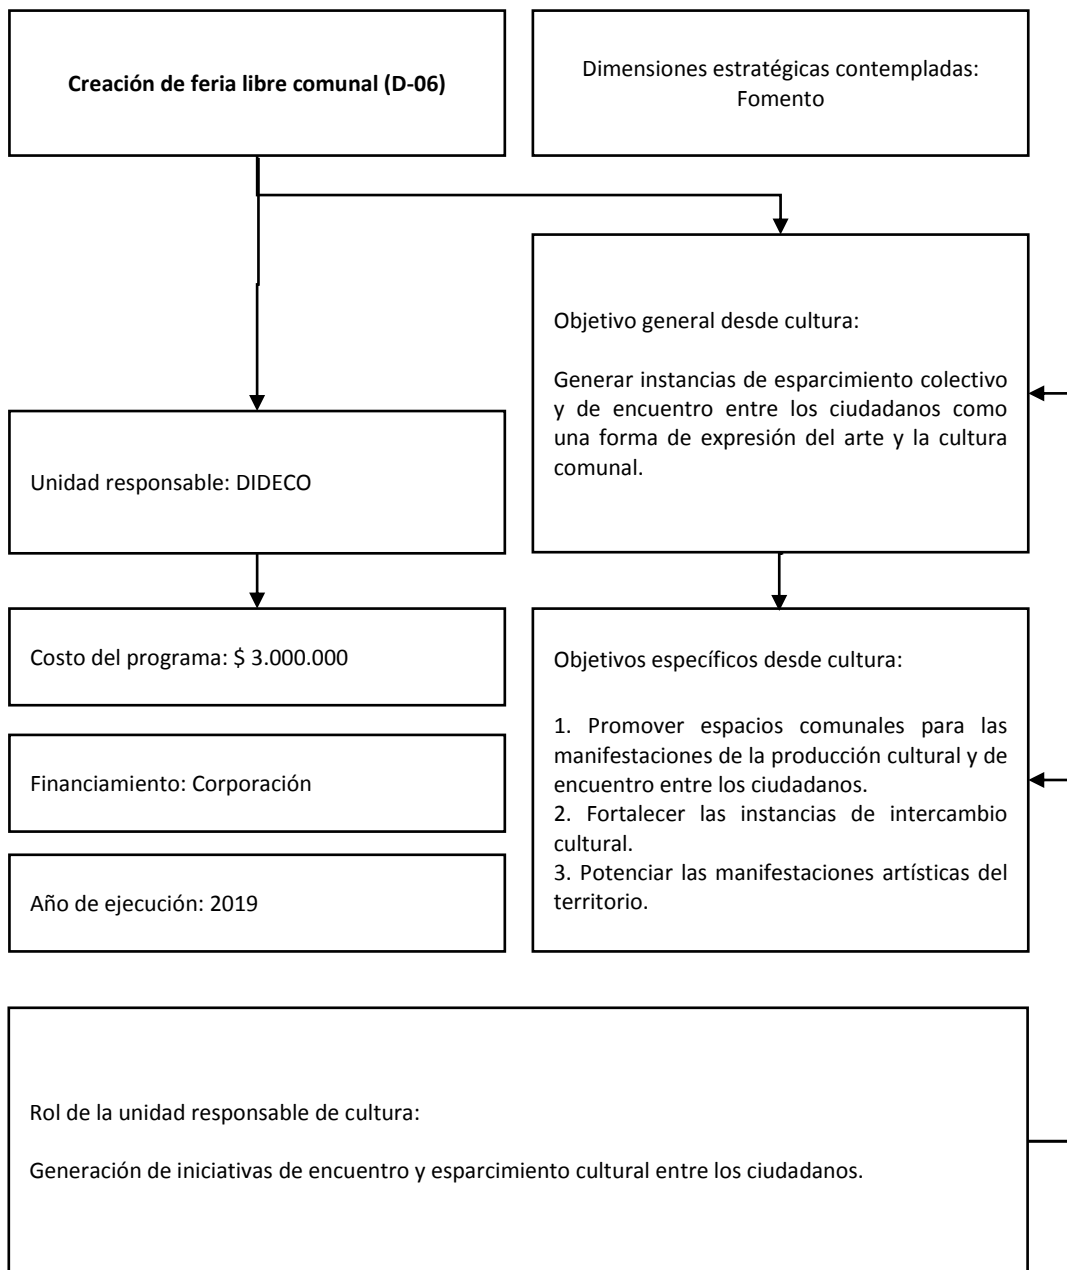 Creación de feria libre comunal (D-06)
Dimensiones estratégicas contempladas:
Fomento
Objetivo general desde cultura:
Generar instancias de esparcimiento colectivo
y de encuentro entre los ciudadanos como
una forma de expresión del arte y la cultura
comunal.
Unidad responsable: DIDECO
Costo del programa: $ 3.000.000
Financiamiento: Corporación
Año de ejecución: 2019
Objetivos específicos desde cultura:
1. Promover espacios comunales para las
manifestaciones de la producción cultural y de
encuentro entre los ciudadanos.
2. Fortalecer las instancias de intercambio
cultural.
3. Potenciar las manifestaciones artísticas del
territorio.
Rol de la unidad responsable de cultura:
Generación de iniciativas de encuentro y esparcimiento cultural entre los ciudadanos.